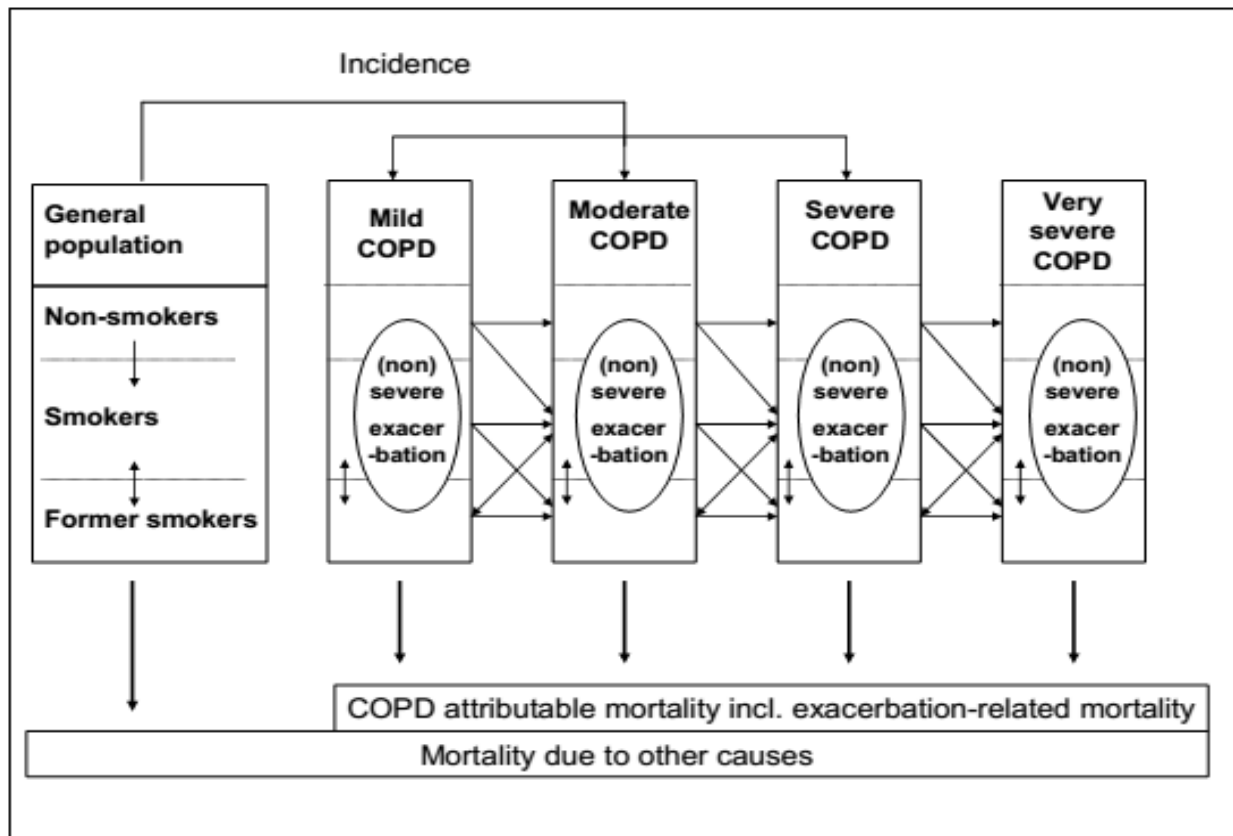 Incidence
General
population
Non-smokers
Smokers
Former smokers
Mild
COPD
(non)
severe
exacer
-bation
Moderate
COPD
(non)
severe
exacer
-bation
Severe
COPD
(non)
severe
exacer
-bation
Very
severe
COPD
(non)
severe
exacer
-bation
COPD attributable mortality incl. exacerbation-related mortality
Mortality due to other causes